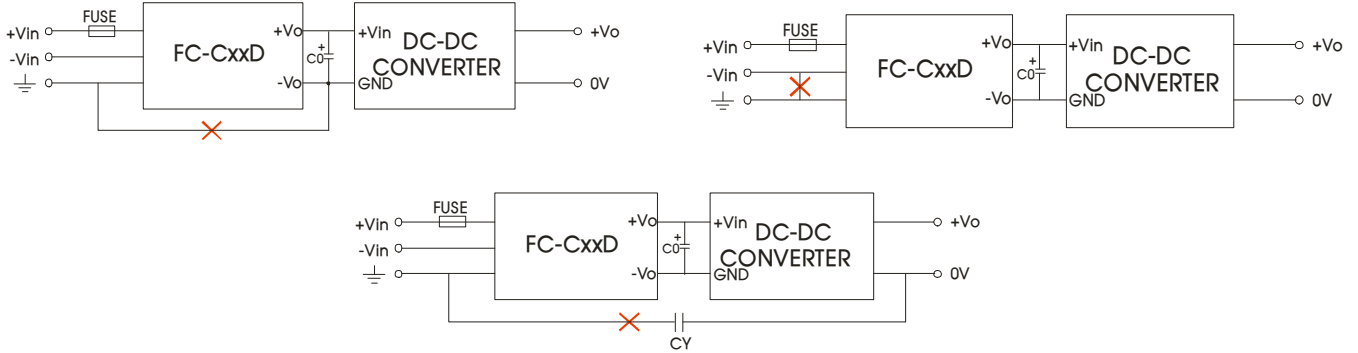 FUSE
+Vin
-Vin
FC-CxxD
+Vo
-Vo
+
C0
+Vin
GND
DC-DC
CONVERTER
+Vo
0V
FUSE
+Vin
-Vin
FC-CxxD
+Vo
-Vo
+
C0
+Vin
GND
DC-DC
CONVERTER
+Vo
0V
FUSE
+Vin
-Vin
FC-CxxD
+Vo
-Vo
+
C0
+Vin
GND
DC-DC
CONVERTER
+Vo
0V
CY